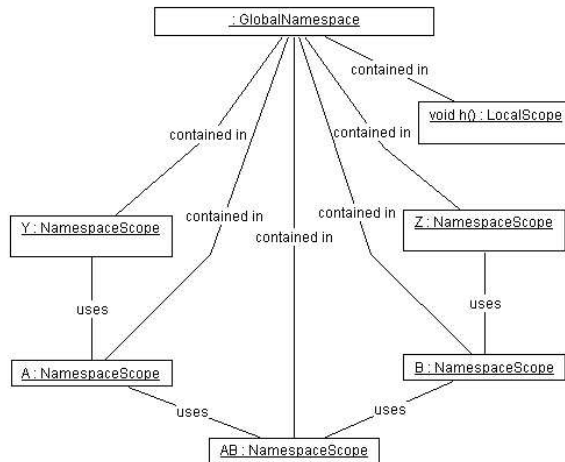 : GlobalNamespace
contained in
void h() : LocalScope
contained in
contained in
contained in
contained in
contained in
Y : NamespaceScope
Z : NamespaceScope
uses
uses
A : NamespaceScope
B : NamespaceScope
uses
uses
AB : NamespaceScope